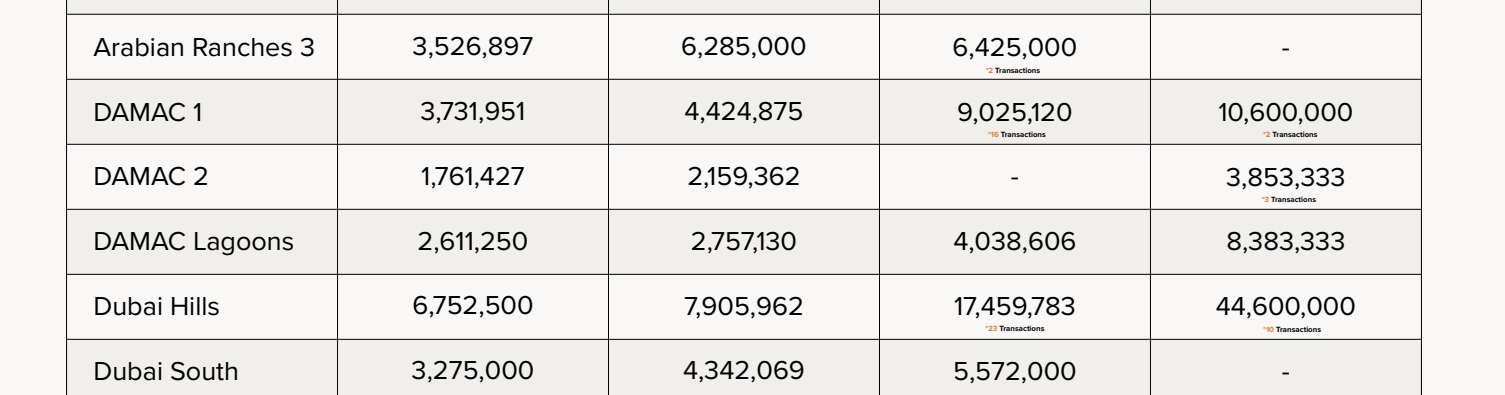 Arabian Ranches 3 3,526,897 6,285,000 6,425,000 -
*2 Transactions
DAMAC 1 3,731,951 4,424,875 9,025,120 10,600,000
*16 Transactions *2 Transactions
DAMAC 2 1,761,427 2,159,362 - 3,853,333
*3 Transactions
DAMAC Lagoons 2,611,250 2,757,130 4,038,606 8,383,333
Dubai Hills 6,752,500 7,905,962 17,459,783 44,600,000
*23 Transactions *10 Transactions
Dubai South 3,275,000 4,342,069 5,572,000 -